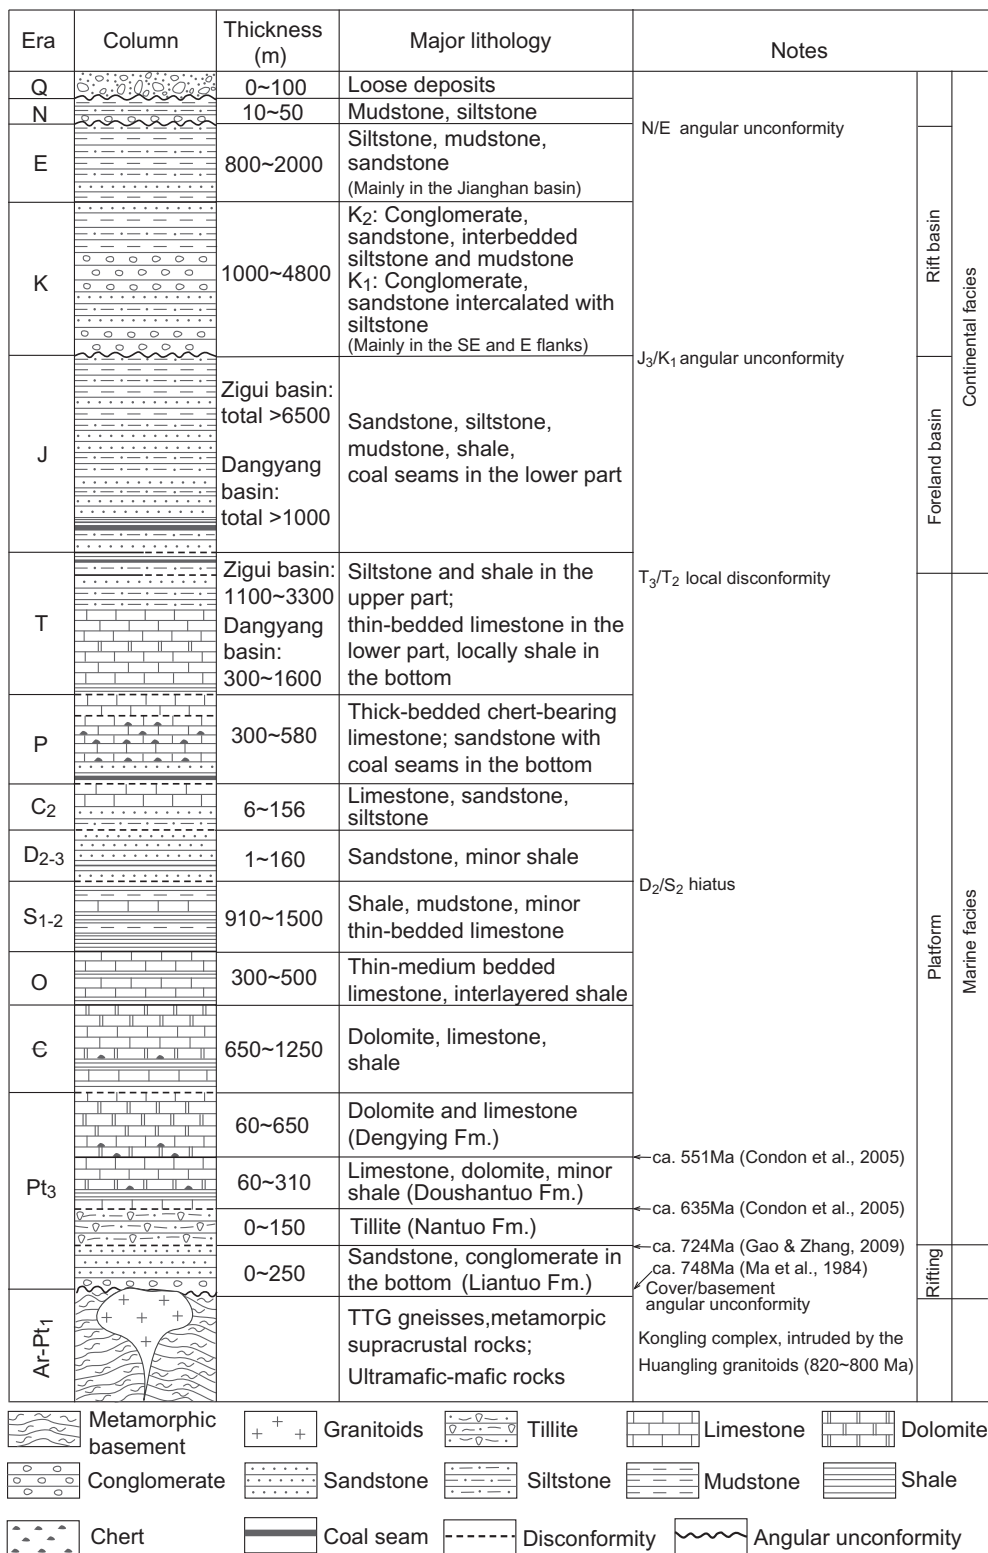 Era Column Thickness (m) Major lithology Notes
Q 0~100 Loose deposits
N 10~50 Mudstone, siltstone
N/E angular unconformity
E 800~2000 Siltstone, mudstone,
sandstone
(Mainly in the Jianghan basin)
K 1000~4800 K2: Conglomerate,
sandstone, interbedded
siltstone and mudstone
K1: Conglomerate,
sandstone intercalated with
siltstone
(Mainly in the SE and E flanks)
Rift basin
J3/K1 angular unconformity
Continental facies
J Zigui basin:
total >6500
Dangyang
basin:
total >1000
Sandstone, siltstone,
mudstone, shale,
coal seams in the lower part
Foreland basin
T3/T2 local disconformity
T Zigui basin:
1100~3300
Dangyang
basin:
300~1600
Siltstone and shale in the
upper part;
thin-bedded limestone in the
lower part, locally shale in
the bottom
P 300~580 Thick-bedded chert-bearing
limestone; sandstone with
coal seams in the bottom
C2 6~156 Limestone, sandstone,
siltstone
D2-3 1~160 Sandstone, minor shale
D2/S2 hiatus
S1-2 910~1500 Shale, mudstone, minor
thin-bedded limestone
O 300~500 Thin-medium bedded
limestone, interlayered shale
Platform
Marine facies
Є 650~1250 Dolomite, limestone,
shale
Pt3 60~650 Dolomite and limestone
(Dengying Fm.)
ca. 551Ma (Condon et al., 2005)
60~310 Limestone, dolomite, minor
shale (Doushantuo Fm.)
ca. 635Ma (Condon et al., 2005)
0~150 Tillite (Nantuo Fm.)
ca. 724Ma (Gao & Zhang, 2009)
0~250 Sandstone, conglomerate in
the bottom (Liantuo Fm.)
ca. 748Ma (Ma et al., 1984)
Cover/basement
angular unconformity
Rifting
Ar-Pt1 TTG gneisses,metamorpic
supracrustal rocks;
Ultramafic-mafic rocks
Kongling complex, intruded by the
Huangling granitoids (820~800 Ma)
Metamorphic
basement
Granitoids Tillite Limestone Dolomite
Conglomerate Sandstone Siltstone Mudstone Shale
Chert Coal seam Disconformity Angular unconformity